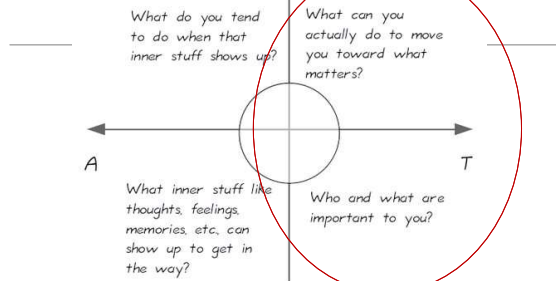 What do you tend
to do when that
inner stuff shows up?
What can you
actually do to move
you toward what
matters?
A
T
What inner stuff like
thoughts, feelings,
memories, etc, can
show up to get in
the way?
Who and what are
important to you?